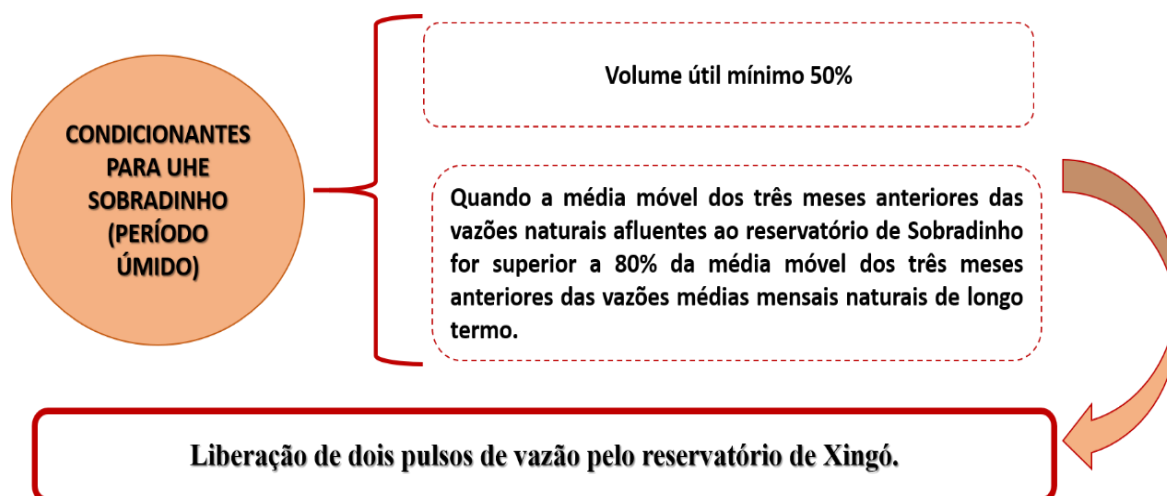 CONDICIONANTES
PARA UHE
SOBRADINHO
(PERÍODO
ÚMIDO)
Volume útil mínimo 50%
Quando a média móvel dos três meses anteriores das
vazões naturais afluentes ao reservatório de Sobradinho
for superior a 80% da média móvel dos três meses
anteriores das vazões médias mensais naturais de longo
termo.
Liberação de dois pulsos de vazão pelo reservatório de Xingó.